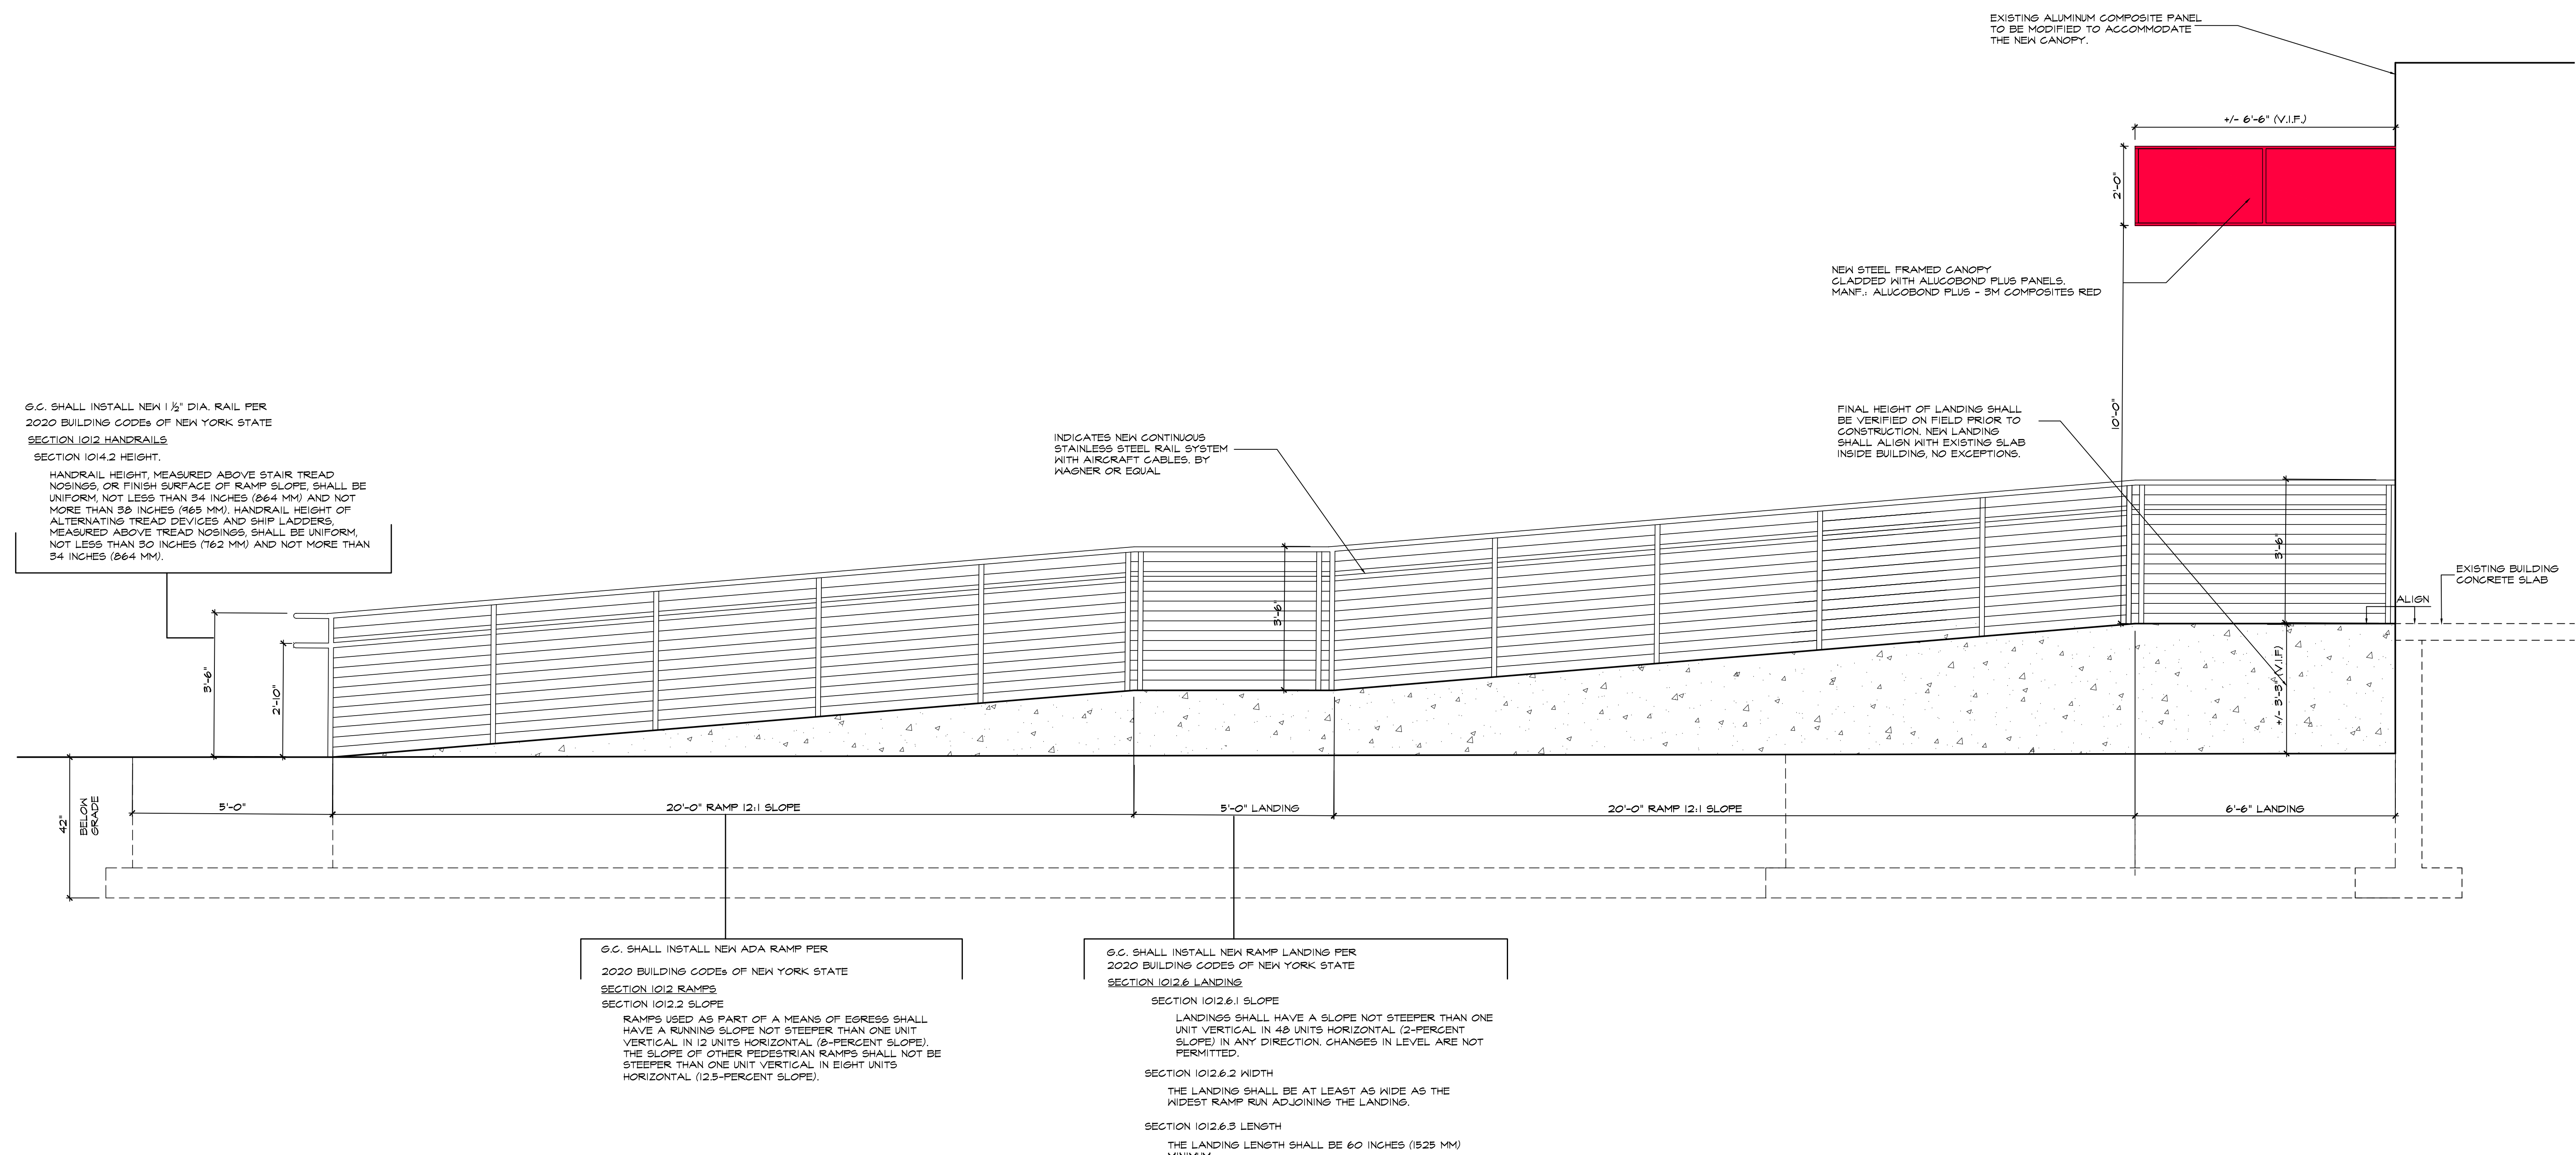 EXISTING ALUMINUM COMPOSITE PANEL
TO BE MODIFIED TO ACCOMMODATE
THE NEW CANOPY.
+/- 6'-6" (V.I.F.)
2'-0"
NEW STEEL FRAMED CANOPY
CLADDED WITH ALUCOBOND PLUS PANELS.
MANF.: ALUCOBOND PLUS - 3M COMPOSITES RED
10'-0"
G.C. SHALL INSTALL NEW 1 ½" DIA. RAIL PER
2020 BUILDING CODEs OF NEW YORK STATE
SECTION 1012 HANDRAILS
SECTION 1014.2 HEIGHT.
HANDRAIL HEIGHT, MEASURED ABOVE STAIR TREAD
NOSINGS, OR FINISH SURFACE OF RAMP SLOPE, SHALL BE
UNIFORM, NOT LESS THAN 34 INCHES (864 MM) AND NOT
MORE THAN 38 INCHES (965 MM). HANDRAIL HEIGHT OF
ALTERNATING TREAD DEVICES AND SHIP LADDERS,
MEASURED ABOVE TREAD NOSINGS, SHALL BE UNIFORM,
NOT LESS THAN 30 INCHES (762 MM) AND NOT MORE THAN
34 INCHES (864 MM).
INDICATES NEW CONTINUOUS
STAINLESS STEEL RAIL SYSTEM
WITH AIRCRAFT CABLES. BY
WAGNER OR EQUAL
FINAL HEIGHT OF LANDING SHALL
BE VERIFIED ON FIELD PRIOR TO
CONSTRUCTION. NEW LANDING
SHALL ALIGN WITH EXISTING SLAB
INSIDE BUILDING, NO EXCEPTIONS.
3'-6"
EXISTING BUILDING
CONCRETE SLAB
ALIGN
3'-6"
3'-6"
2'-10"
+/- 3'-3" (V.I.F)
42"
BELOW
GRADE
5'-0"
20'-0" RAMP 12:1 SLOPE
5'-0" LANDING
20'-0" RAMP 12:1 SLOPE
6'-6" LANDING
G.C. SHALL INSTALL NEW ADA RAMP PER
2020 BUILDING CODEs OF NEW YORK STATE
SECTION 1012 RAMPS
SECTION 1012.2 SLOPE
RAMPS USED AS PART OF A MEANS OF EGRESS SHALL
HAVE A RUNNING SLOPE NOT STEEPER THAN ONE UNIT
VERTICAL IN 12 UNITS HORIZONTAL (8-PERCENT SLOPE).
THE SLOPE OF OTHER PEDESTRIAN RAMPS SHALL NOT BE
STEEPER THAN ONE UNIT VERTICAL IN EIGHT UNITS
HORIZONTAL (12.5-PERCENT SLOPE).
G.C. SHALL INSTALL NEW RAMP LANDING PER
2020 BUILDING CODES OF NEW YORK STATE
SECTION 1012.6 LANDING
SECTION 1012.6.1 SLOPE
LANDINGS SHALL HAVE A SLOPE NOT STEEPER THAN ONE
UNIT VERTICAL IN 48 UNITS HORIZONTAL (2-PERCENT
SLOPE) IN ANY DIRECTION. CHANGES IN LEVEL ARE NOT
PERMITTED.
SECTION 1012.6.2 WIDTH
THE LANDING SHALL BE AT LEAST AS WIDE AS THE
WIDEST RAMP RUN ADJOINING THE LANDING.
SECTION 1012.6.3 LENGTH
THE LANDING LENGTH SHALL BE 60 INCHES (1525 MM)